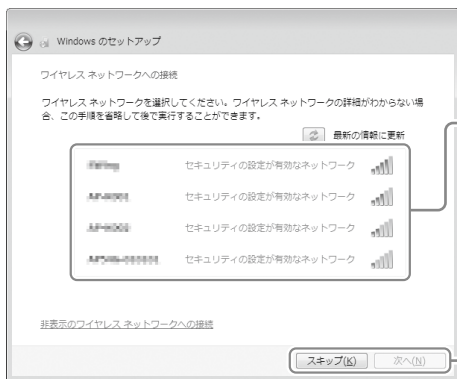 Windows のセットアップ
ワイヤレス ネットワークへの接続
ワイヤレス ネットワークを選択してください。ワイヤレス ネットワークの詳細がわからない場
合、この手順を省略して後で実行することができます。
最新の情報に更新
セキュリティの設定が有効なネットワーク
セキュリティの設定が有効なネットワーク
セキュリティの設定が有効なネットワーク
セキュリティの設定が有効なネットワーク
非表示のワイヤレス ネットワークへの接続
スキップ(K) 次へ(N)